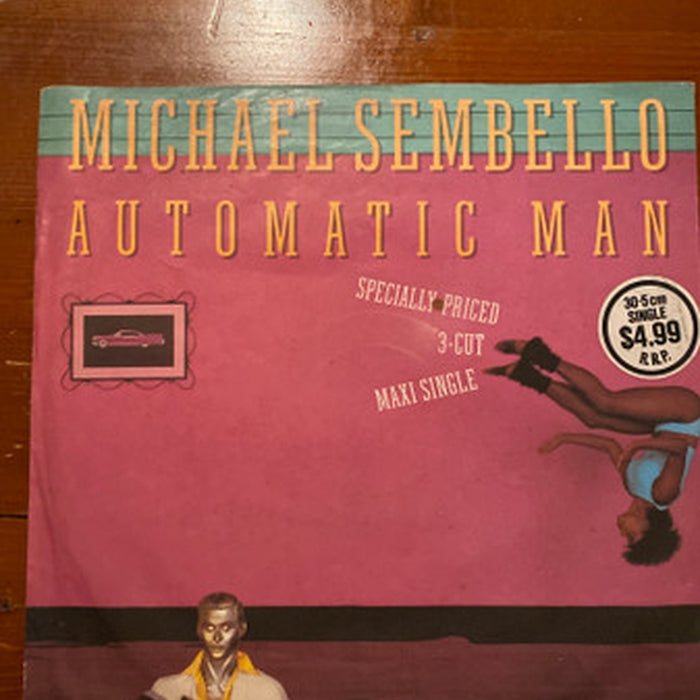 MICHAEL SEMBELLO
AUTOMATIC MAN
SPECIALLY PRICED
3-CUT
MAXI SINGLE
30·5cm
SINGLE
$4.99
R.R.P.